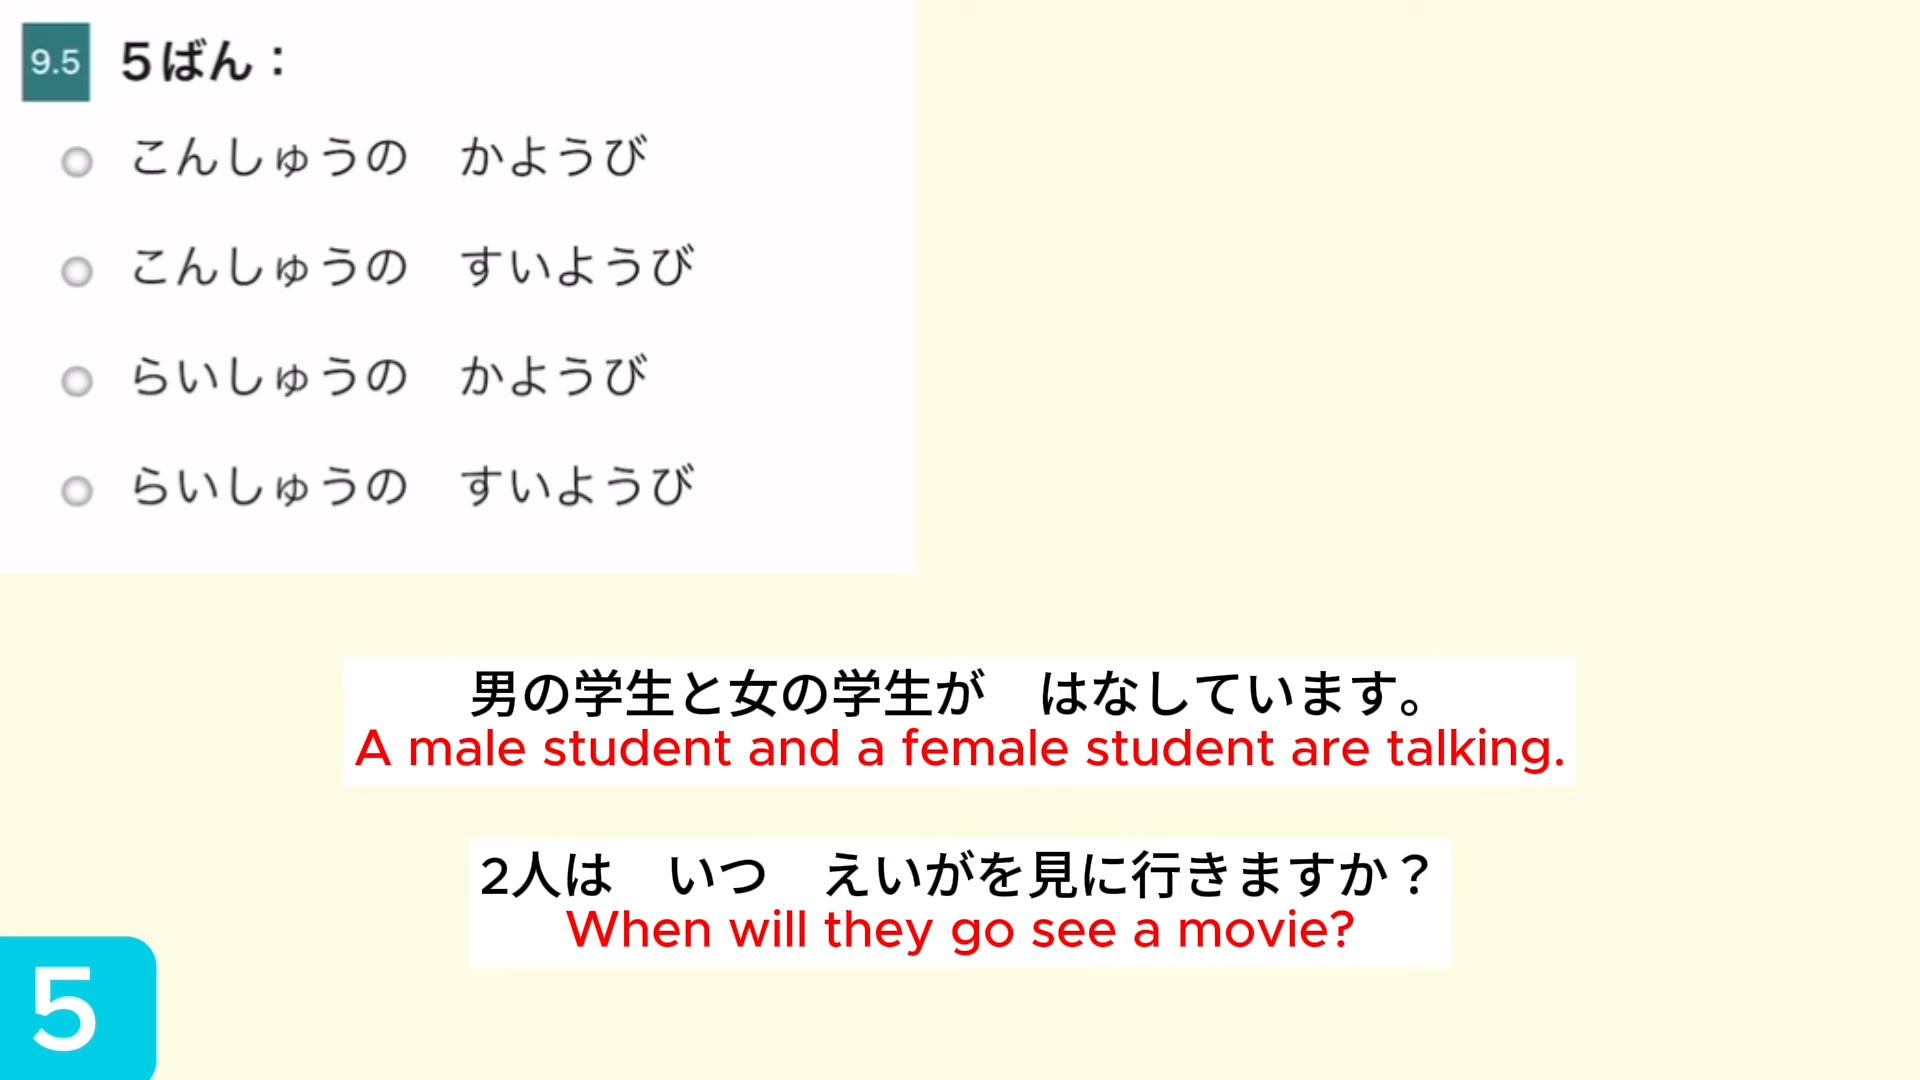 9.5 5ばん：
こんしゅうの　かようび
こんしゅうの　すいようび
らいしゅうの　かようび
らいしゅうの　すいようび
男の学生と女の学生が　はなしています。
A male student and a female student are talking.
2人は　いつ　えいがを見に行きますか？
When will they go see a movie?
5